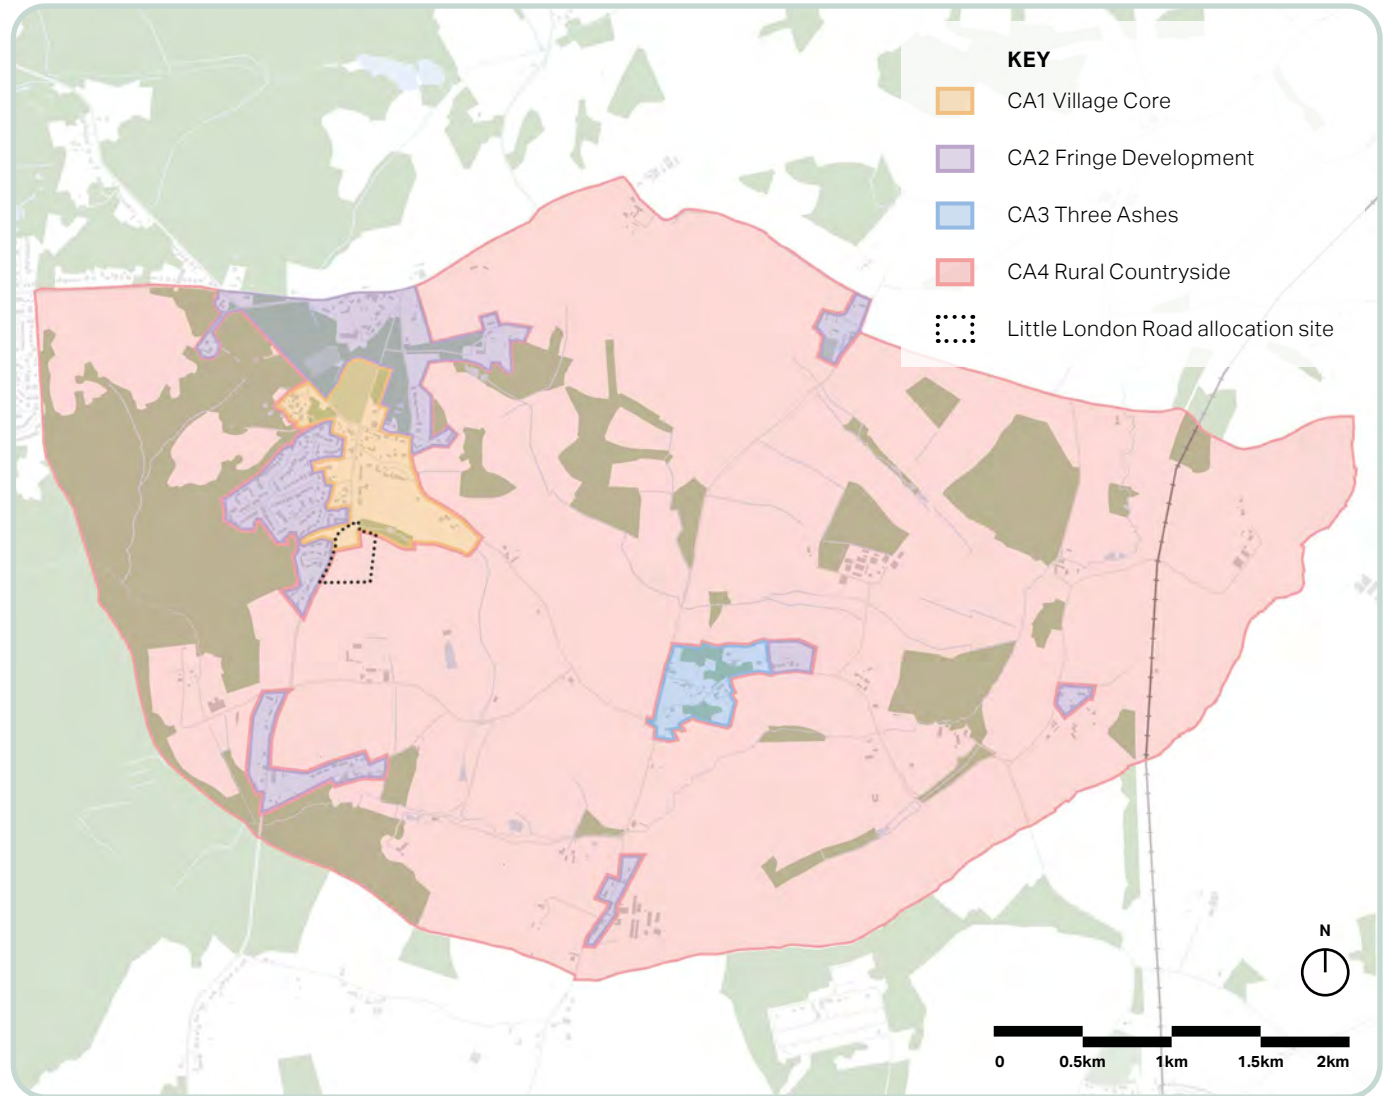 KEY
CA1 Village Core
CA2 Fringe Development
CA3 Three Ashes
CA4 Rural Countryside
Little London Road allocation site
N
0 0.5km 1km 1.5km 2km